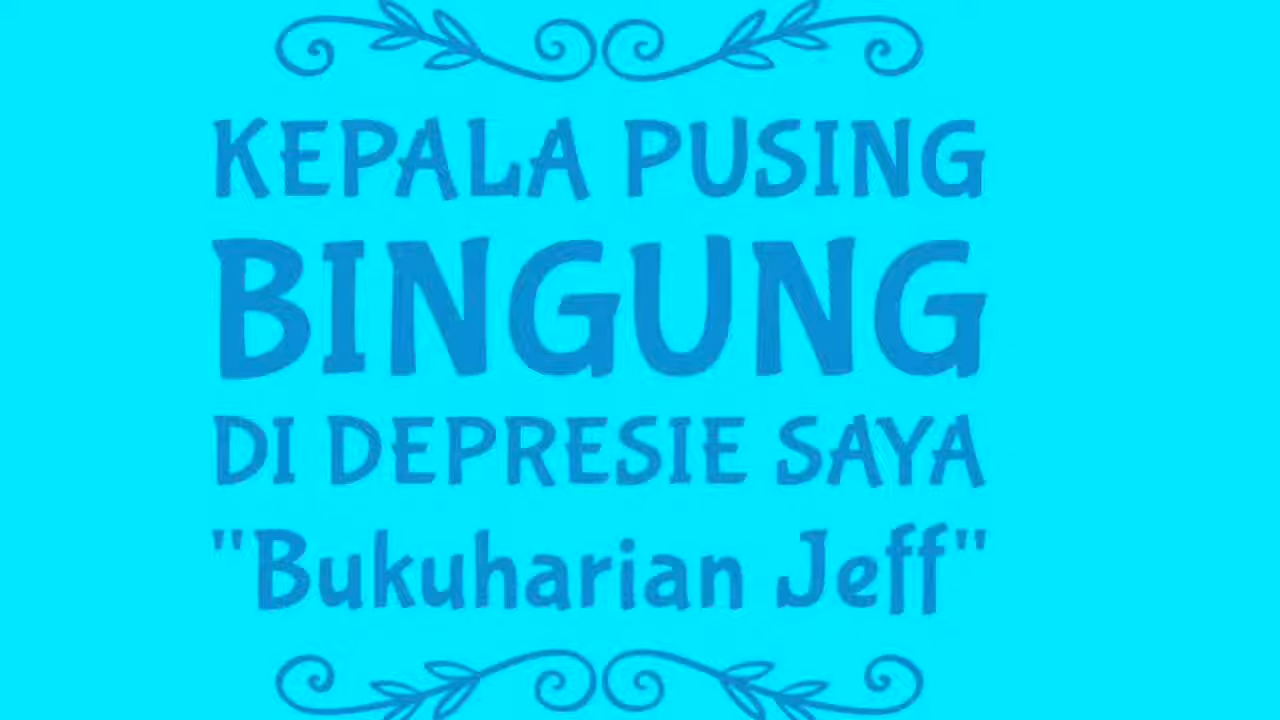 KEPALA PUSING
BINGUNG
DI DEPRESIE SAYA
"Bukuharian Jeff"